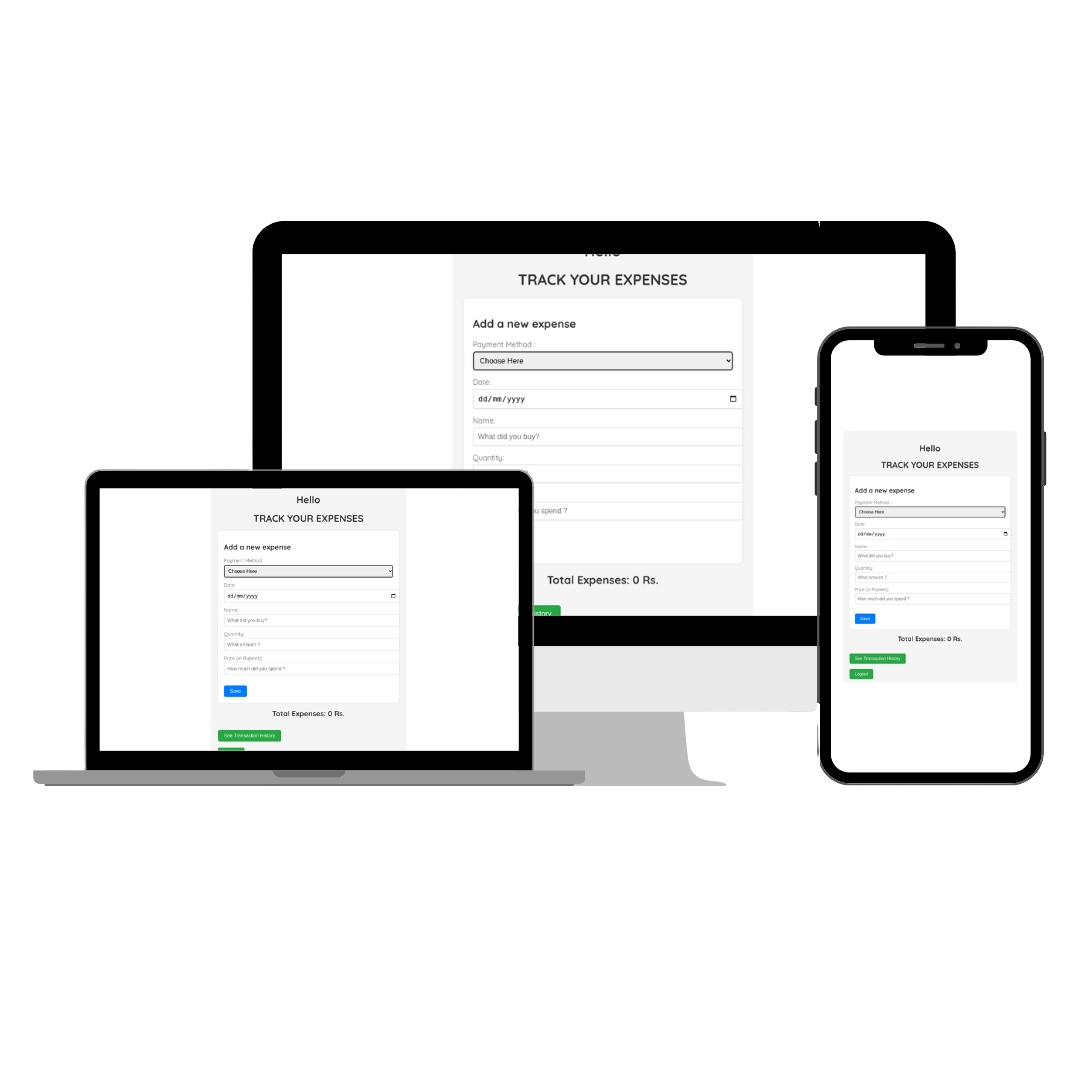 Hello
TRACK YOUR EXPENSES
Add a new expense
Payment Method :
Choose Here
Date:
dd/mm/yyyy
Name:
What did you buy?
Quantity:
you spend ?
Total Expenses: 0 Rs.
History
Hello
TRACK YOUR EXPENSES
Add a new expense
Payment Method
Choose Here
Date:
dd/mm/yyyy
Name:
What did you buy?
Quantity:
What amount ?
Price (in Rupees):
How much did you spend ?
Save
Total Expenses: 0 Rs.
See Transaction History
Hello
TRACK YOUR EXPENSES
Add a new expense
Payment Method :
Choose Here
Date:
dd/mm/yyyy
Name:
What did you buy?
Quantity:
What amount ?
Price (in Rupees):
How much did you spend ?
Save
Total Expenses: 0 Rs.
See Transaction History
Logout